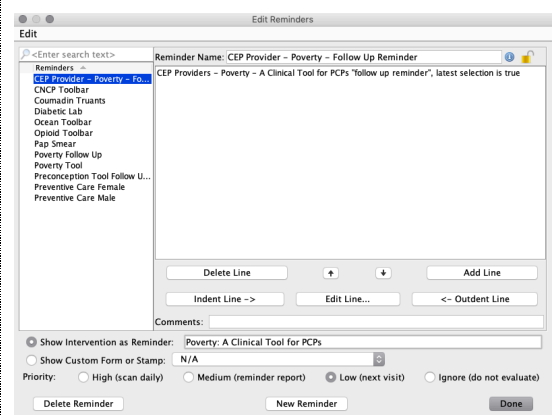 Edit Reminders
Edit
<Enter search text>
Reminders
CEP Provider - Poverty - Fo...
CNCP Toolbar
Coumadin Truants
Diabetic Lab
Ocean Toolbar
Opioid Toolbar
Pap Smear
Poverty Follow Up
Poverty Tool
Preconception Tool Follow U...
Preventive Care Female
Preventive Care Male
Reminder Name: CEP Provider - Poverty - Follow Up Reminder
CEP Providers - Poverty - A Clinical Tool for PCPs "follow up reminder", latest selection is true
Delete Line Add Line
Indent Line -> Edit Line... <- Outdent Line
Comments:
Show Intervention as Reminder: Poverty: A Clinical Tool for PCPs
Show Custom Form or Stamp: N/A
Priority: High (scan daily) Medium (reminder report) Low (next visit) Ignore (do not evaluate)
Delete Reminder New Reminder Done